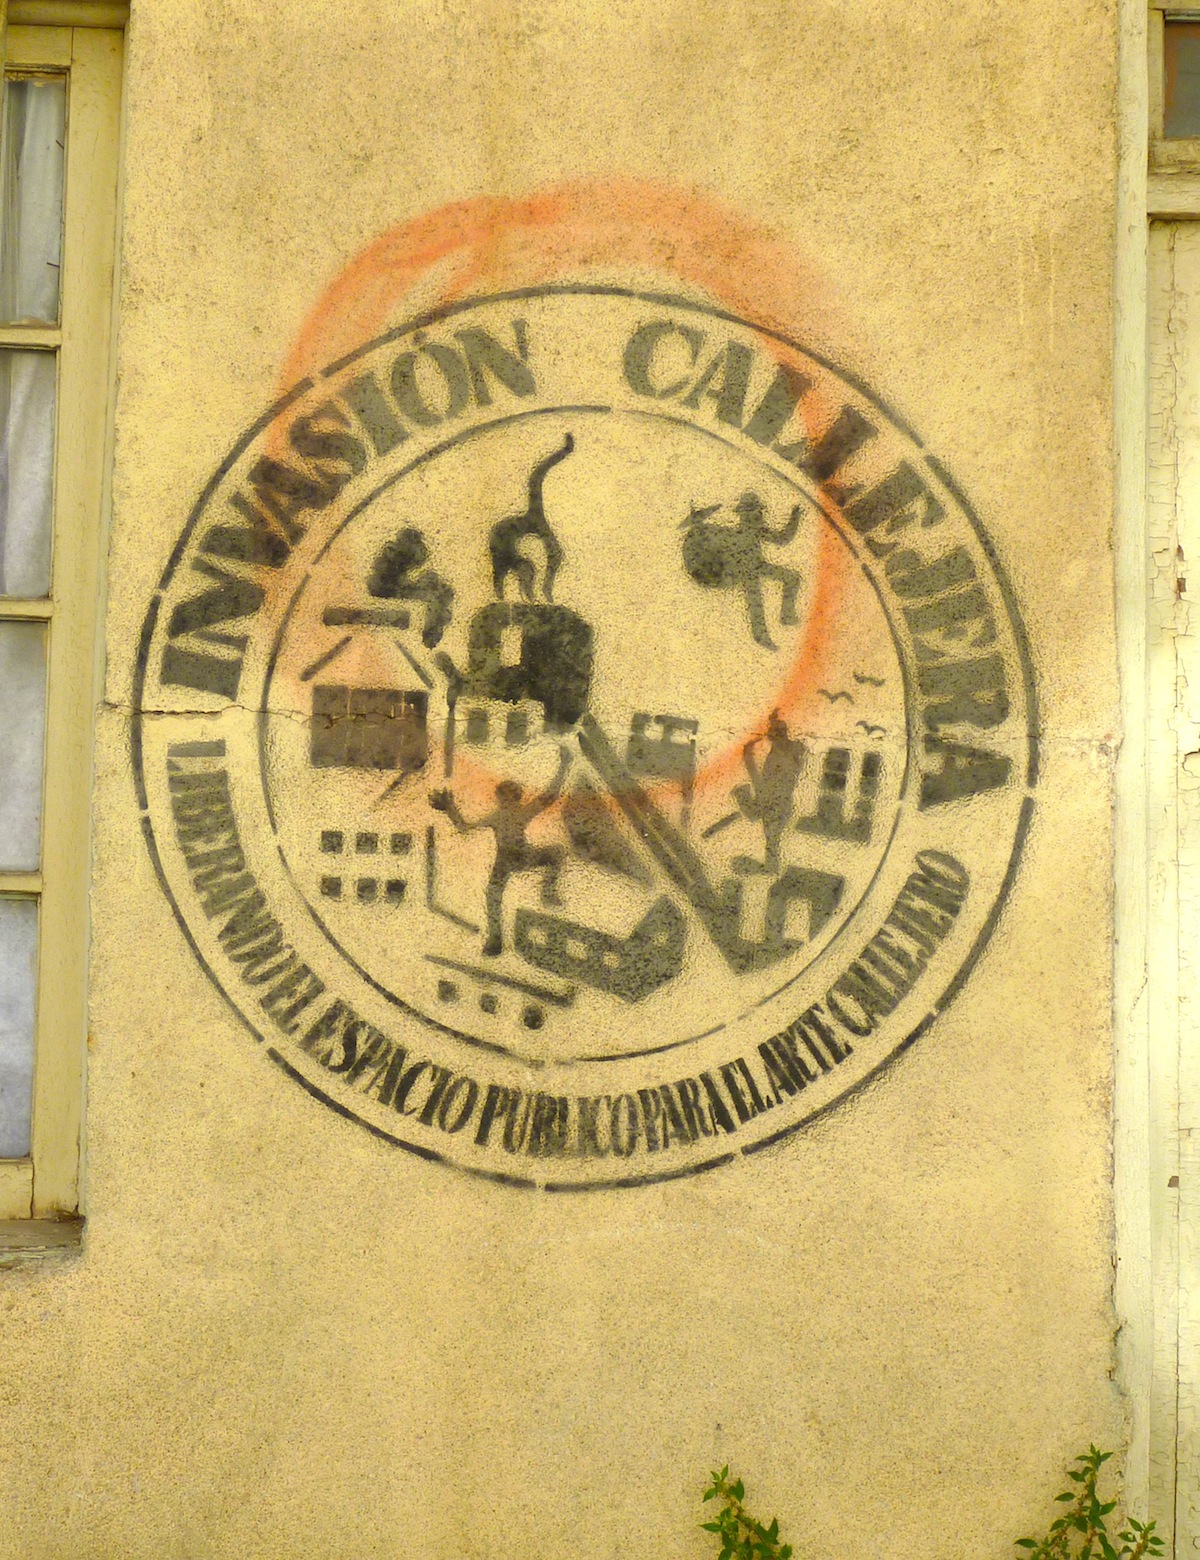 INVASIÓN CALLEJERA
LIBERANDO EL ESPACIO PUBLICO PARA EL ARTE CALLEJERO